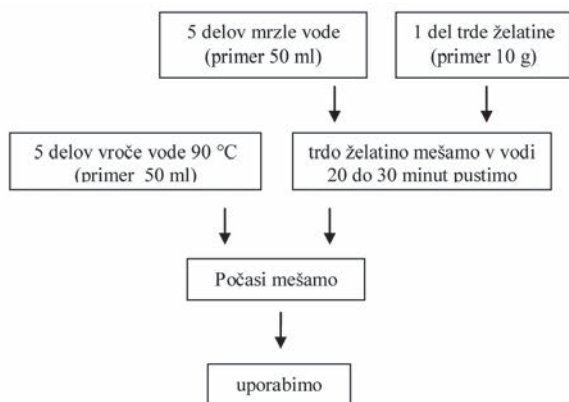 5 delov mrzle vode
(primer 50 ml)
1 del trde želatine
(primer 10 g)
5 delov vroče vode 90 °C
(primer 50 ml)
trdo želatino mešamo v vodi
20 do 30 minut pustimo
Počasi mešamo
uporabimo